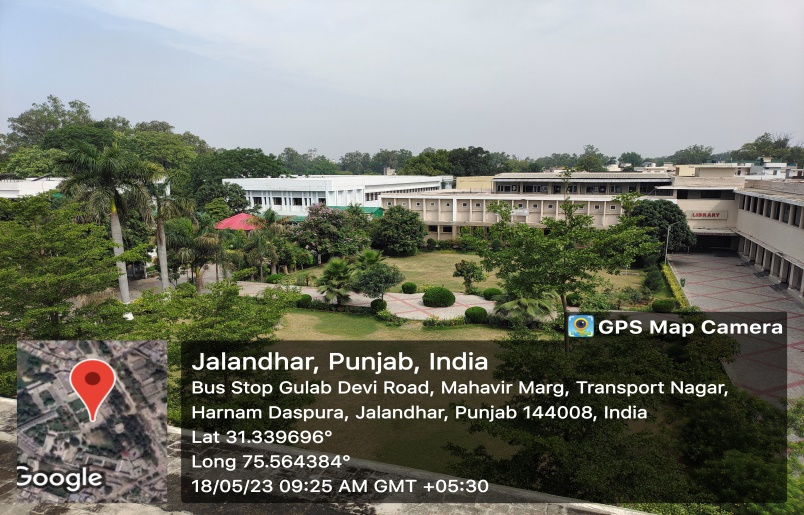 LIBRARY
GPS Map Camera
Jalandhar, Punjab, India
Bus Stop Gulab Devi Road, Mahavir Marg, Transport Nagar,
Harnam Daspura, Jalandhar, Punjab 144008, India
Lat 31.339696°
Long 75.564384°
18/05/23 09:25 AM GMT +05:30
Google